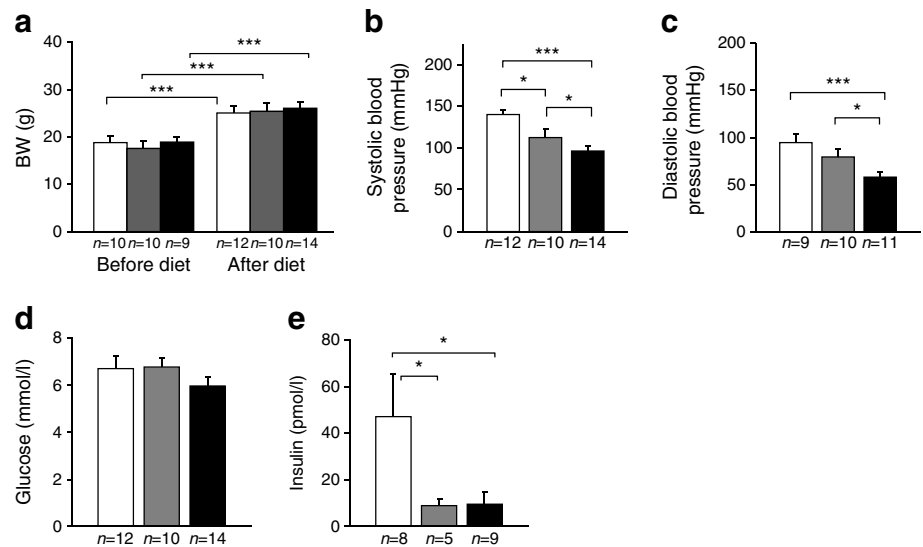 a
BW (g)
40
30
20
10
0
***
***
***
n=10 n=10 n=9
n=12 n=10 n=14
Before diet
After diet
b
Systolic blood
pressure (mmHg)
200
150
100
50
0
***
*
*
n=12 n=10 n=14
c
Diastolic blood
pressure (mmHg)
200
150
100
50
0
***
*
n=9 n=10 n=11
d
Glucose (mmol/l)
8
6
4
2
0
n=12 n=10 n=14
e
Insulin (pmol/l)
80
60
40
20
0
*
*
n=8 n=5 n=9